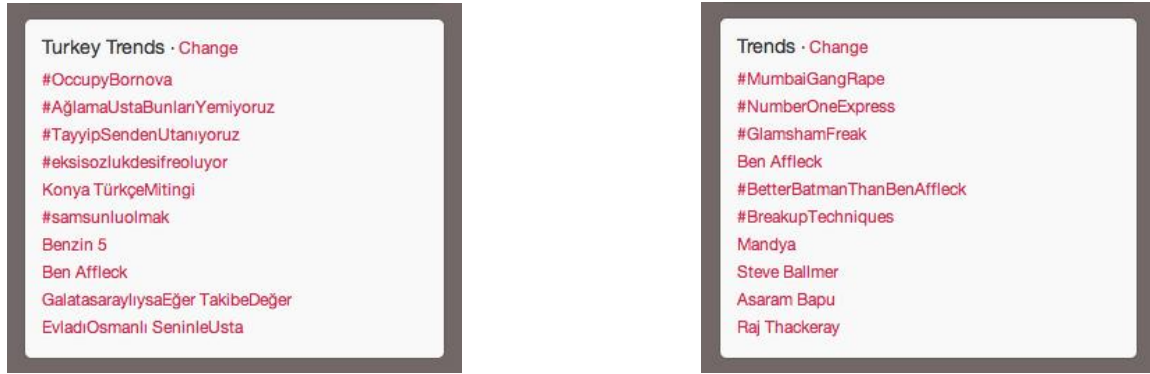 Turkey Trends · Change
#OccupyBornova
#AğlamaUstaBunlarıYemiyoruz
#TayyipSendenUtanıyoruz
#eksisozlukdesifreoluyor
Konya TürkçeMitingi
#samsunluolmak
Benzin 5
Ben Affleck
GalatasaraylıysaEğer TakibeDeğer
EvladıOsmanlı SeninleUsta
Trends · Change
#MumbaiGangRape
#NumberOneExpress
#GlamshamFreak
Ben Affleck
#BetterBatmanThanBenAffleck
#BreakupTechniques
Mandya
Steve Ballmer
Asaram Bapu
Raj Thackeray